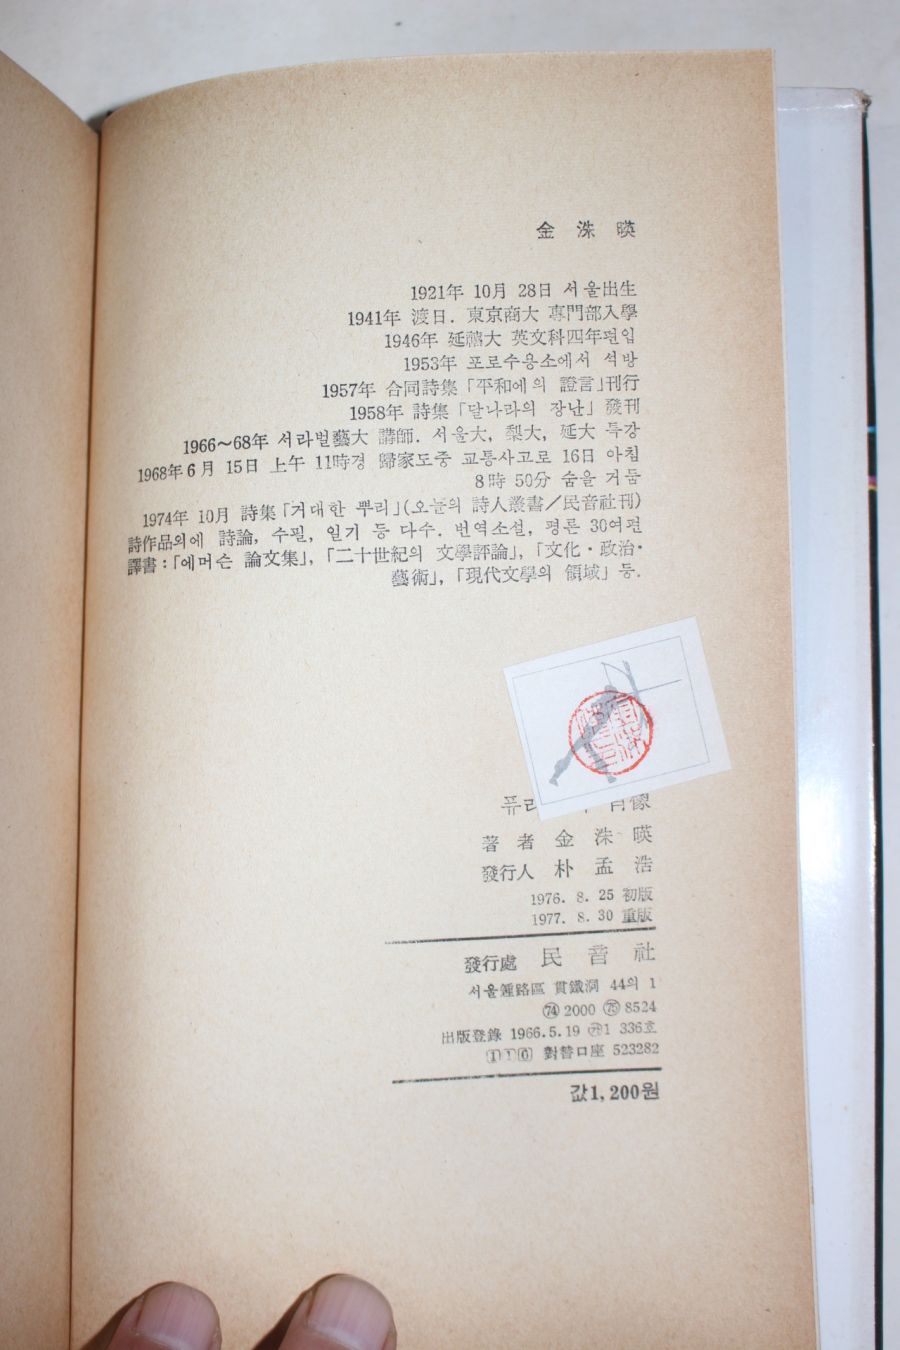 金 洙 暎
1921年 10月 28日 서울出生
1941年 渡日. 東京商大 專門部入學
1946年 延禧大 英文科四年편입
1953年 포로수용소에서 석방
1957年 合同詩集「平和에의 證言」刊行
1958年 詩集「달나라의 장난」發刊
1966～68年 서라벌藝大 講師. 서울大, 梨大, 延大 특강
1968年 6月 15日 上午 11時경 歸家도중 교통사고로 16日 아침
8時 50分 숨을 거둠
1974年 10月 詩集「거대한 뿌리」(오늘의 詩人叢書／民音社刊)
詩作品외에 詩論, 수필, 일기 등 다수. 번역소설, 평론 30여편
譯書:「에머슨 論文集」,「二十世紀의 文學評論」,「文化·政治·
藝術」,「現代文學의 領域」등.
퓨리 肖像
著 者 金 洙 暎
發行人 朴 孟 浩
1976. 8. 25 初版
1977. 8. 30 重版
發行處 民 音 社
서울鍾路區 貫鐵洞 44의 1
㉔ 2000 ㉕ 8524
出版登錄 1966.5.19 1 336호
110 對替口座 523282
값1,200원